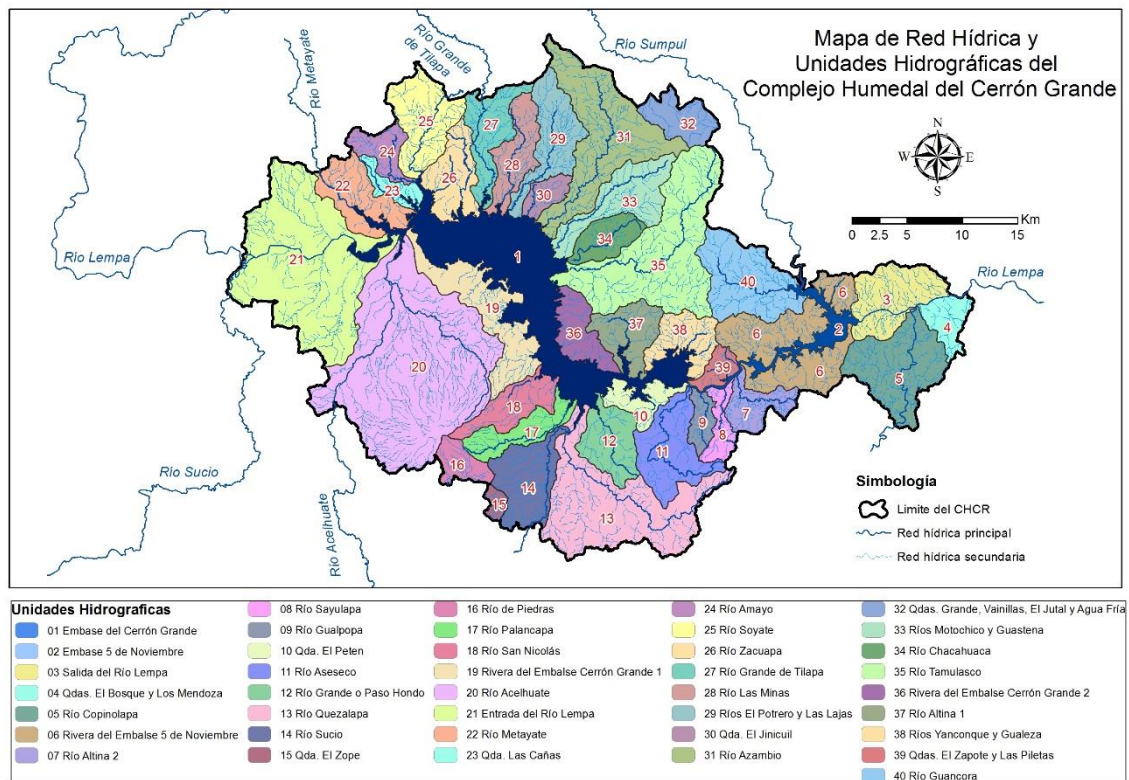 Mapa de Red Hídrica y
Unidades Hidrográficas del
Complejo Humedal del Cerrón Grande
Río Metayate
Río Grande
de Tilapa
Río Sumpul
N
W E
S
Km
0 2.5 5 10 15
Río Lempa
Río Lempa
Río Sucio
Río Acelhuate
25
27
24
28
29
31
32
26
22
23
30
33
34
1
21
35
40
6
3
2
4
19
36
37
38
6
20
39
6
5
18
10
9
7
8
17
12
11
16
14
15
13
Simbología
Limite del CHCR
Red hídrica principal
Red hídrica secundaria
Unidades Hidrograficas
01 Embase del Cerrón Grande
02 Embase 5 de Noviembre
03 Salida del Río Lempa
04 Qdas. El Bosque y Los Mendoza
05 Río Copinolapa
06 Rivera del Embalse 5 de Noviembre
07 Río Altina 2
08 Río Sayulapa
09 Río Gualpopa
10 Qda. El Peten
11 Río Aseseco
12 Río Grande o Paso Hondo
13 Río Quezalapa
14 Río Sucio
15 Qda. El Zope
16 Río de Piedras
17 Río Palancapa
18 Río San Nicolás
19 Rivera del Embalse Cerrón Grande 1
20 Río Acelhuate
21 Entrada del Río Lempa
22 Río Metayate
23 Qda. Las Cañas
24 Río Amayo
25 Río Soyate
26 Río Zacuapa
27 Río Grande de Tilapa
28 Río Las Minas
29 Ríos El Potrero y Las Lajas
30 Qda. El Jinicuil
31 Río Azambio
32 Qdas. Grande, Vainillas, El Jutal y Agua Fría
33 Ríos Motochico y Guastena
34 Río Chacahuaca
35 Río Tamulasco
36 Rivera del Embalse Cerrón Grande 2
37 Río Altina 1
38 Ríos Yanconque y Gualeza
39 Qdas. El Zapote y Las Piletas
40 Río Guancora